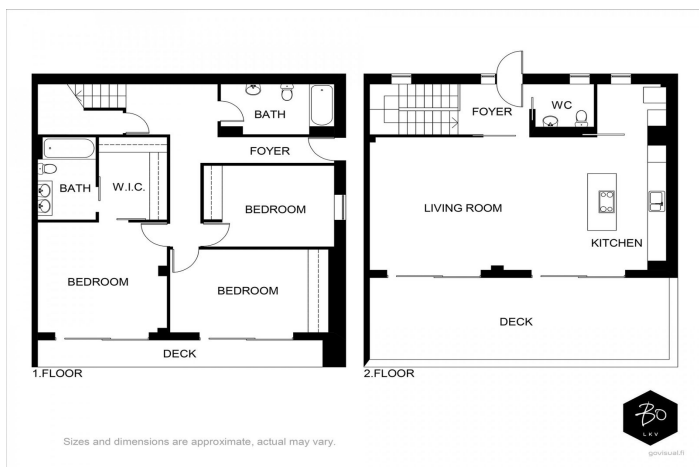 BATH
FOYER
BATH
W.I.C.
BEDROOM
BEDROOM
BEDROOM
DECK
1.FLOOR
FOYER
WC
LIVING ROOM
KITCHEN
DECK
2.FLOOR
Sizes and dimensions are approximate, actual may vary.
Bo
LKV
govisual.fi